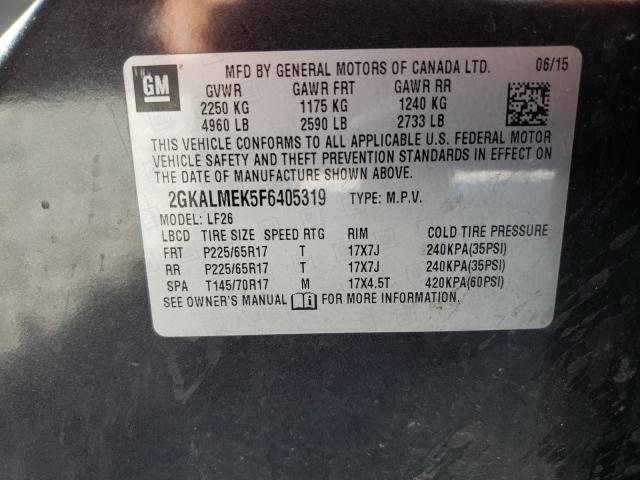 GM
MFD BY GENERAL MOTORS OF CANADA LTD. 06/15
GVWR GAWR FRT GAWR RR
2250 KG 1175 KG 1240 KG
4960 LB 2590 LB 2733 LB
THIS VEHICLE CONFORMS TO ALL APPLICABLE U.S. FEDERAL MOTOR
VEHICLE SAFETY AND THEFT PREVENTION STANDARDS IN EFFECT ON
THE DATE OF MANUFACTURE SHOWN ABOVE.
2GKALMEK5F6405319 TYPE: M.P.V.
MODEL: LF26
LBCD TIRE SIZE SPEED RTG RIM COLD TIRE PRESSURE
FRT P225/65R17 T 17X7J 240KPA(35PSI)
RR P225/65R17 T 17X7J 240KPA(35PSI)
SPA T145/70R17 M 17X4.5T 420KPA(60PSI)
SEE OWNER'S MANUAL FOR MORE INFORMATION.